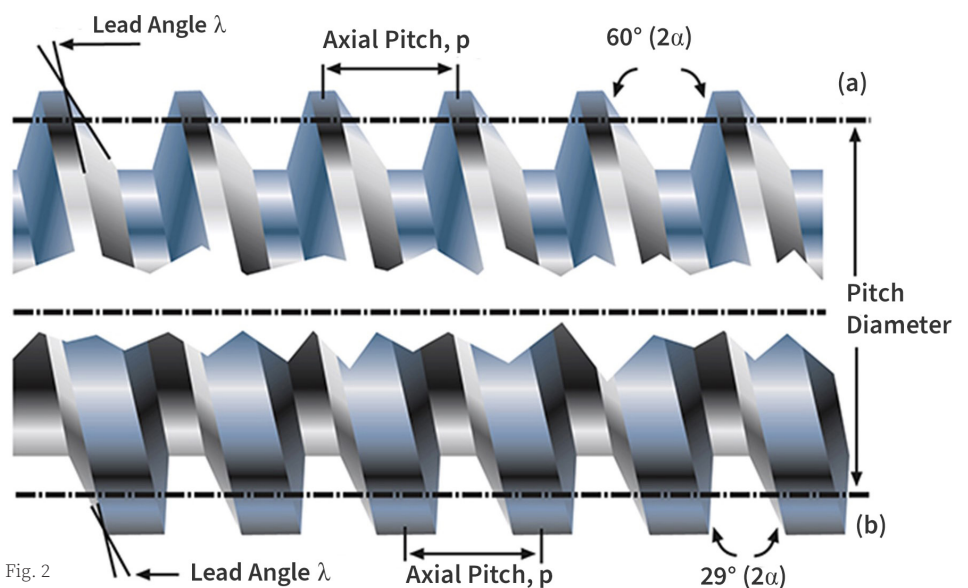 Lead Angle λ
Axial Pitch, p
60° (2α)
(a)
Pitch
Diameter
(b)
Fig. 2
Lead Angle λ
Axial Pitch, p
29° (2α)